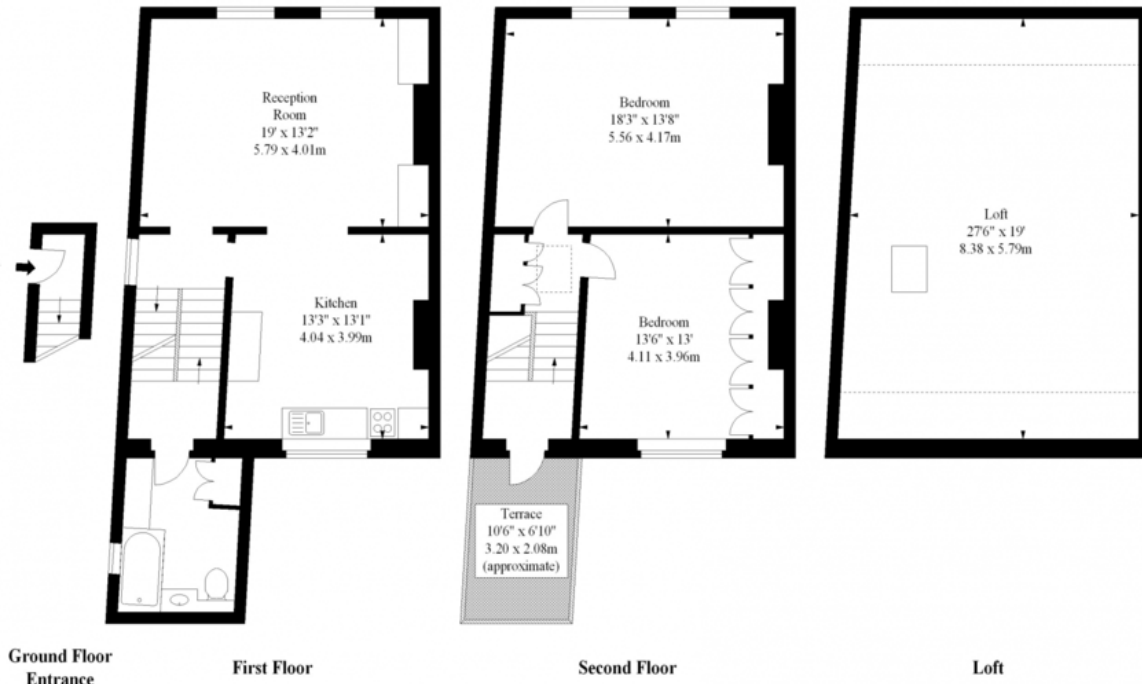 Reception
Room
19' x 13'2"
5.79 x 4.01m
Kitchen
13'3" x 13'1"
4.04 x 3.99m
Bedroom
18'3" x 13'8"
5.56 x 4.17m
Bedroom
13'6" x 13'
4.11 x 3.96m
Terrace
10'6" x 6'10"
3.20 x 2.08m
(approximate)
Loft
27'6" x 19'
8.38 x 5.79m
Ground Floor
Entrance
First Floor
Second Floor
Loft